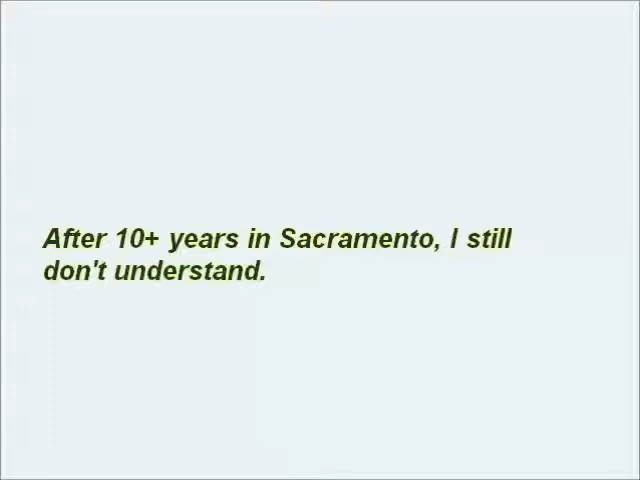 After 10+ years in Sacramento, I still
don't understand.